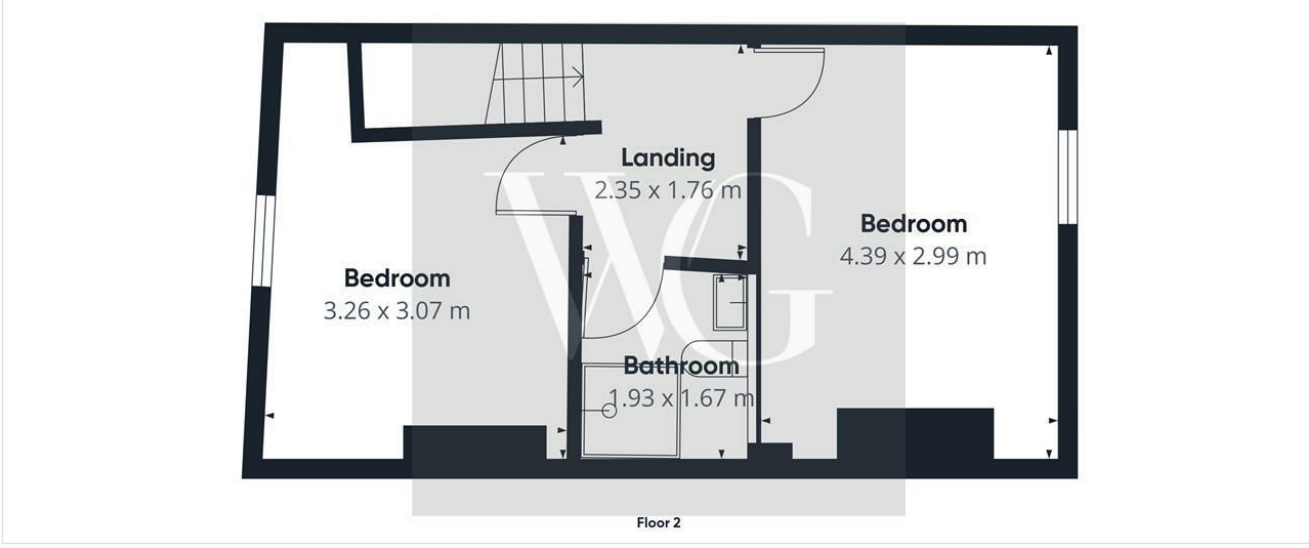 Landing
2.35 x 1.76 m
Bedroom
4.39 x 2.99 m
Bedroom
3.26 x 3.07 m
WG
Bathroom
1.93 x 1.67 m
Floor 2